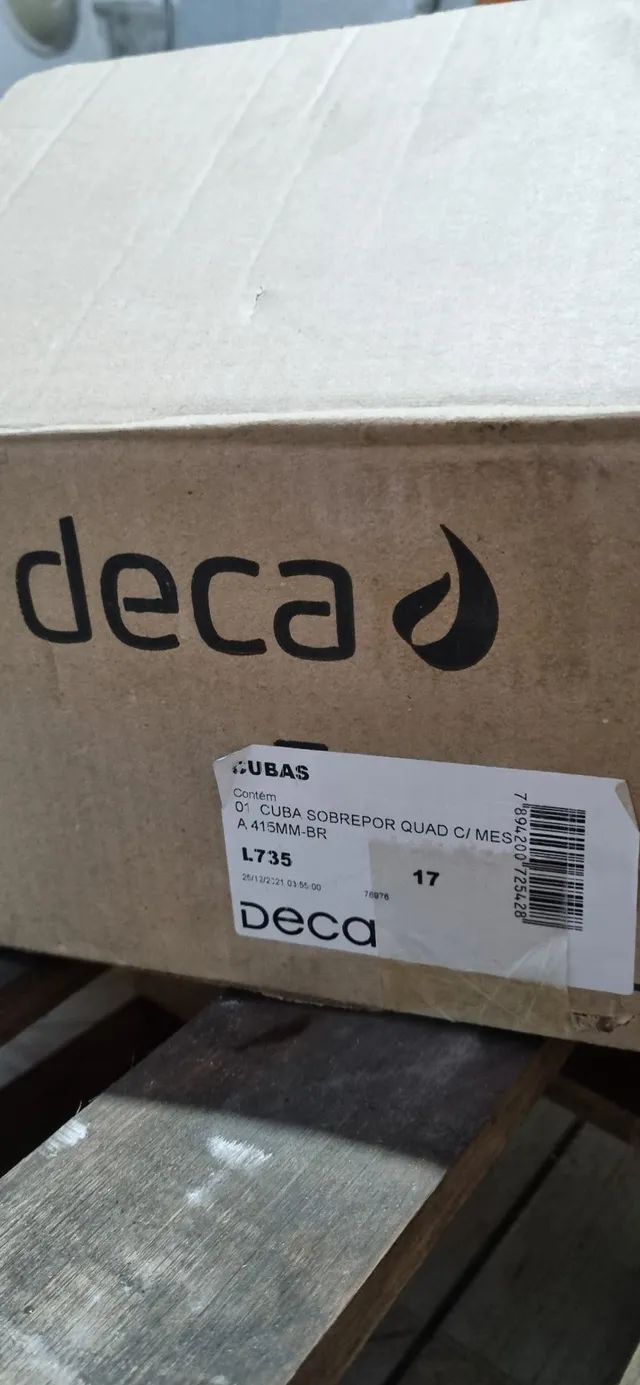 deca
CUBAS
Contém
01 CUBA SOBREPOR QUAD C/ MES
A 415MM-BR
L735
17
25/12/2021 03:55:00
76976
Deca
7894200725428